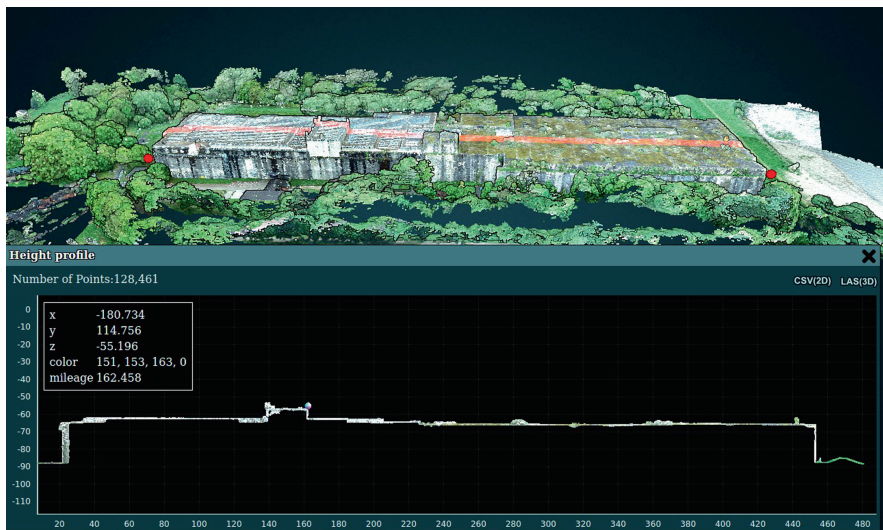 Height profile
Number of Points:128,461
CSV(2D) LAS(3D)
x -180.734
y 114.756
z -55.196
color 151, 153, 163, 0
mileage 162.458
0
-10
-20
-30
-40
-50
-60
-70
-80
-90
-100
-110
20 40 60 80 100 120 140 160 180 200 220 240 260 280 300 320 340 360 380 400 420 440 460 480